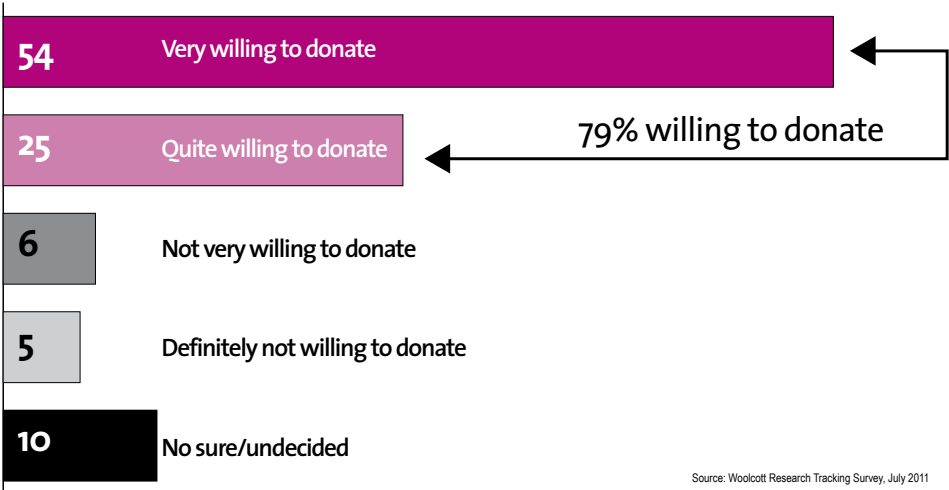 54 Very willing to donate
25 Quite willing to donate
79% willing to donate
6 Not very willing to donate
5 Definitely not willing to donate
10 No sure/undecided
Source: Woolcott Research Tracking Survey, July 2011